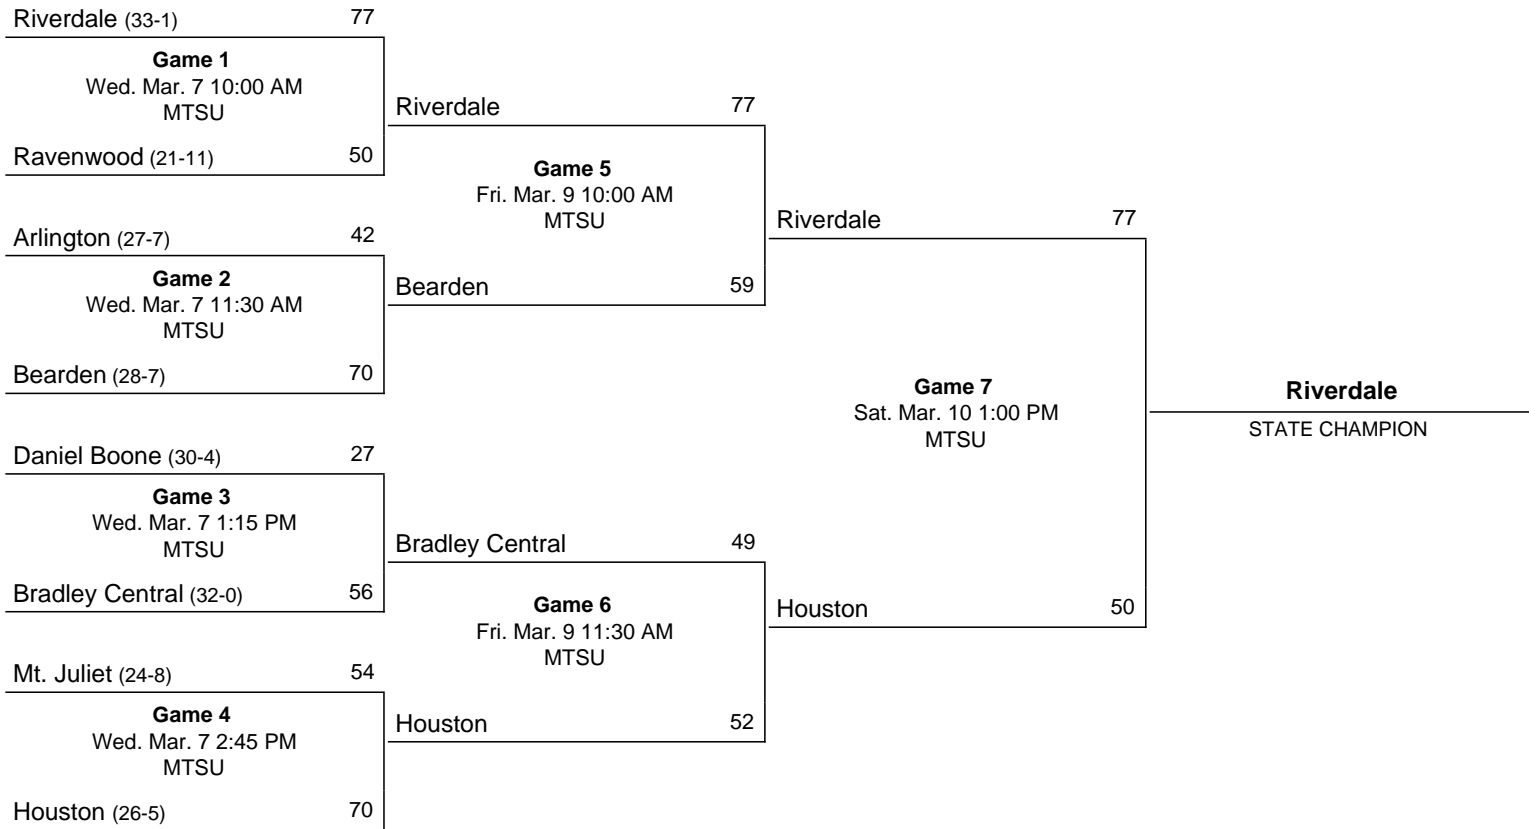 Riverdale (33-1) 77
Game 1
Wed. Mar. 7 10:00 AM
MTSU
Ravenwood (21-11) 50
Arlington (27-7) 42
Game 2
Wed. Mar. 7 11:30 AM
MTSU
Bearden (28-7) 70
Daniel Boone (30-4) 27
Game 3
Wed. Mar. 7 1:15 PM
MTSU
Bradley Central (32-0) 56
Mt. Juliet (24-8) 54
Game 4
Wed. Mar. 7 2:45 PM
MTSU
Houston (26-5) 70
Riverdale 77
Game 5
Fri. Mar. 9 10:00 AM
MTSU
Bearden 59
Bradley Central 49
Game 6
Fri. Mar. 9 11:30 AM
MTSU
Houston 52
Riverdale 77
Game 7
Sat. Mar. 10 1:00 PM
MTSU
Houston 50
Riverdale
STATE CHAMPION